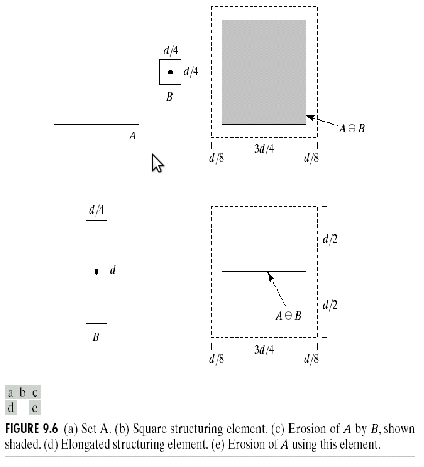 d/4
d/4
B
A
A ⊖ B
d/8
3d/4
d/8
d/4
d
B
d/2
d/2
A ⊖ B
d/8
3d/4
d/8
a b c
d e
FIGURE 9.6 (a) Set A. (b) Square structuring element. (c) Erosion of A by B, shown
shaded. (d) Elongated structuring element. (e) Erosion of A using this element.